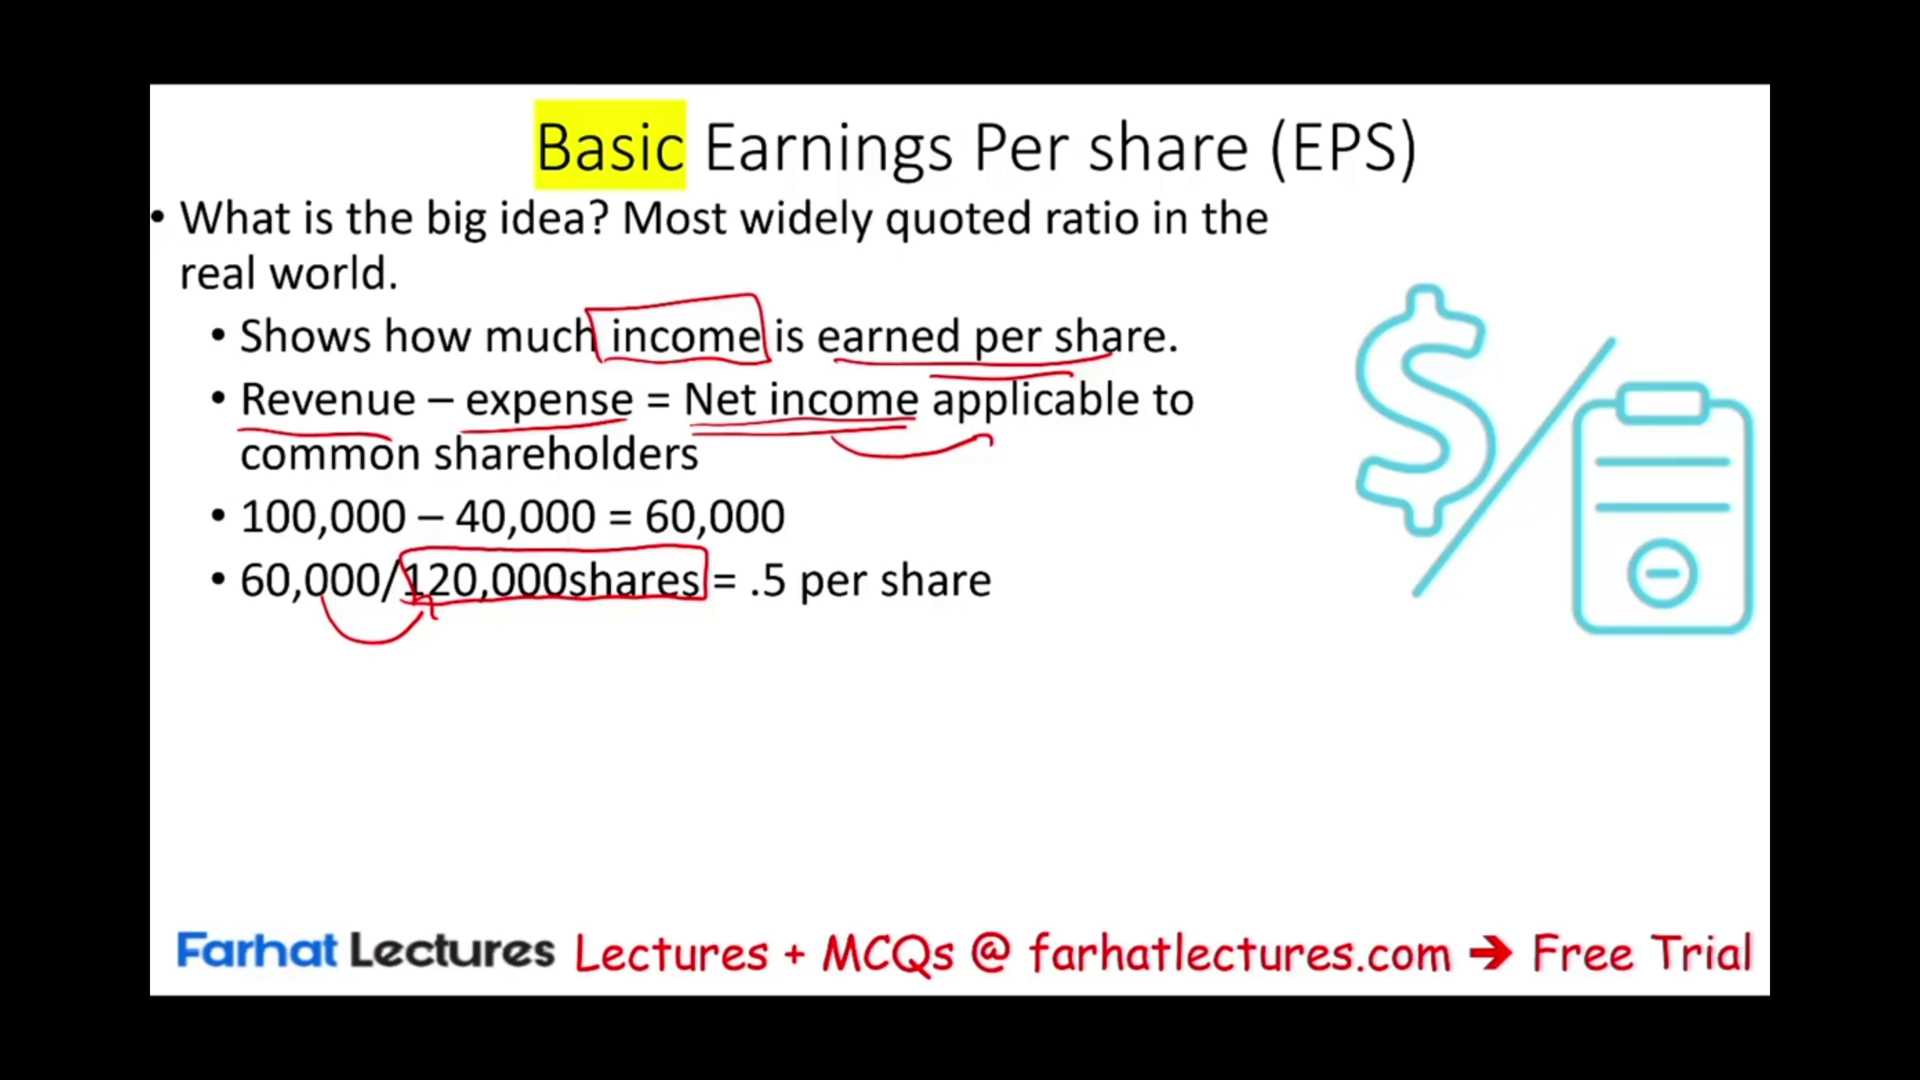 Basic Earnings Per share (EPS)
• What is the big idea? Most widely quoted ratio in the
real world.
• Shows how much income is earned per share.
• Revenue – expense = Net income applicable to
common shareholders
• 100,000 – 40,000 = 60,000
• 60,000/120,000shares = .5 per share
Farhat Lectures Lectures + MCQs @ farhatlectures.com ➔ Free Trial